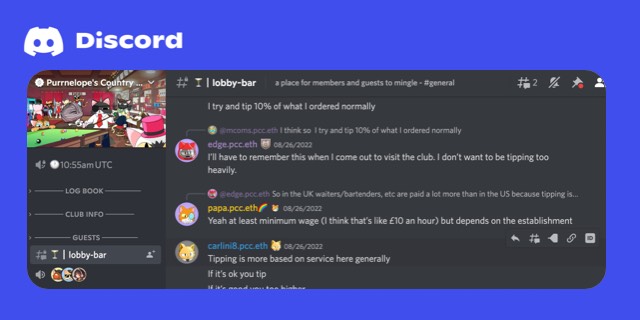 Discord
Purrnelope's Country ...
lobby-bar
a place for members and guests to mingle - #general
2
I try and tip 10% of what I ordered normally
@mcoms.pcc.eth I think so I try and tip 10% of what I ordered normally
edge.pcc.eth 08/26/2022
I'll have to remember this when I come out to visit the club. I don't want to be tipping too
heavily.
@edge.pcc.eth So in the UK waiters/bartenders, etc are paid a lot more in the US because tipping is...
papa.pcc.eth 08/26/2022
Yeah at least minimum wage (I think that's like £10 an hour) but depends on the establishment
carlini8.pcc.eth 08/26/2022
Tipping is more based on service here generally
If it's ok you tip
If it's good you tip higher
10:55am UTC
LOG BOOK
CLUB INFO
GUESTS
lobby-bar